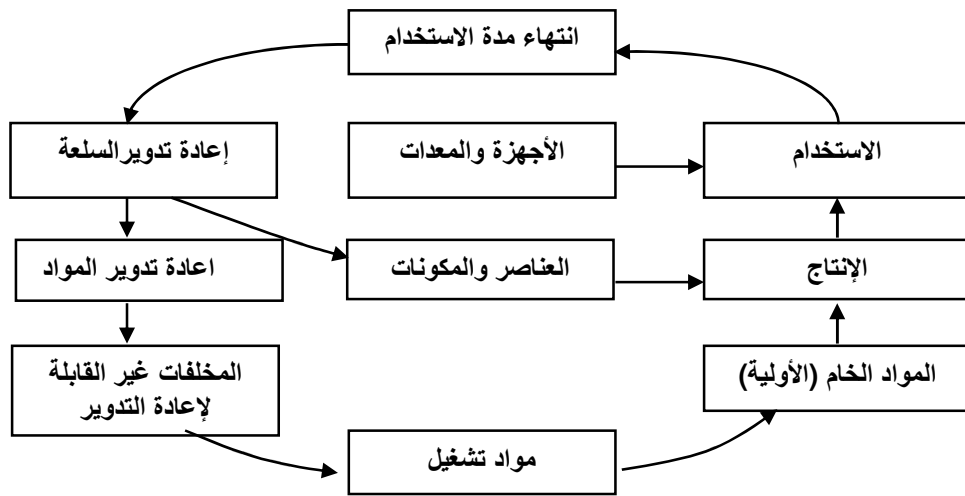 انتهاء مدة الاستخدام
الاستخدام
الأجهزة والمعدات
إعادة تدويرالسلعة
الإنتاج
العناصر والمكونات
اعادة تدوير المواد
المواد الخام (الأولية)
المخلفات غير القابلة
لإعادة التدوير
مواد تشغيل